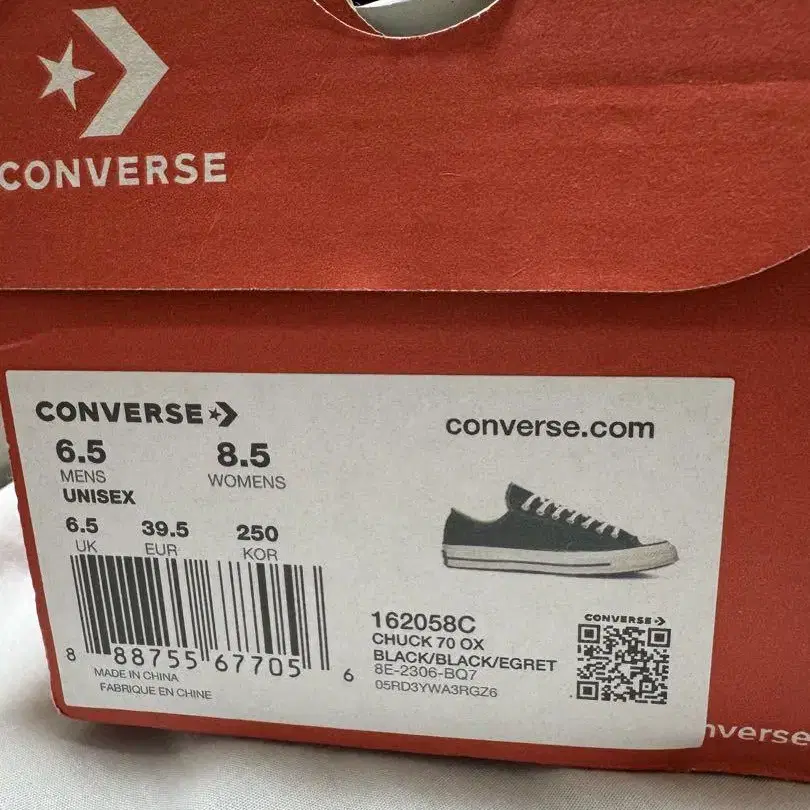 CONVERSE
CONVERSE
converse.com
6.5 8.5
MENS WOMENS
UNISEX
6.5 39.5 250
UK EUR KOR
8 88755 67705 6
MADE IN CHINA
FABRIQUE EN CHINE
162058C
CHUCK 70 OX
BLACK/BLACK/EGRET
8E-2306-BQ7
05RD3YWA3RGZ6
CONVERSE
nverse